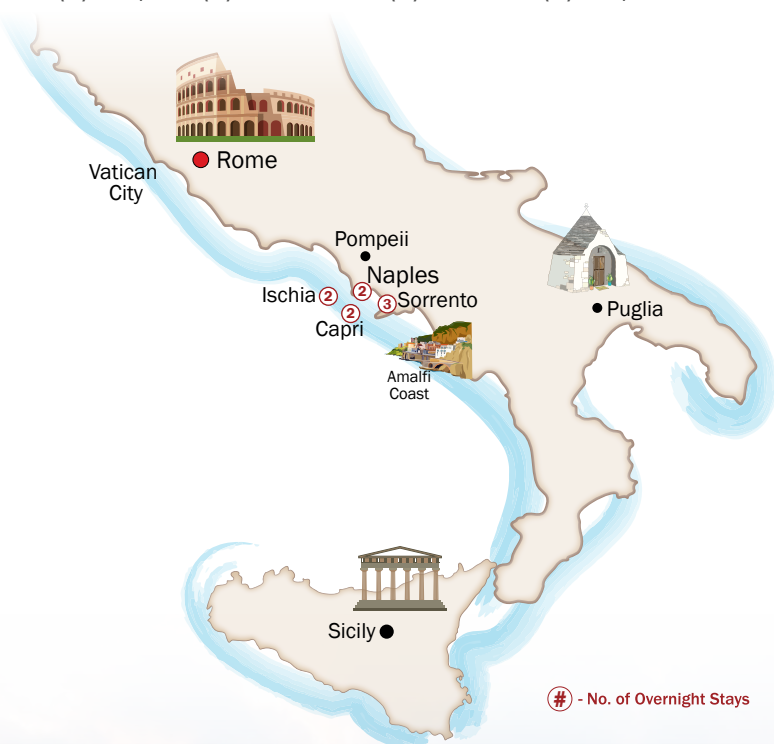 Vatican
City
Rome
Pompeii
Naples
Ischia 2
2
3 Sorrento
2
Capri
Puglia
Amalfi
Coast
Sicily
# - No. of Overnight Stays